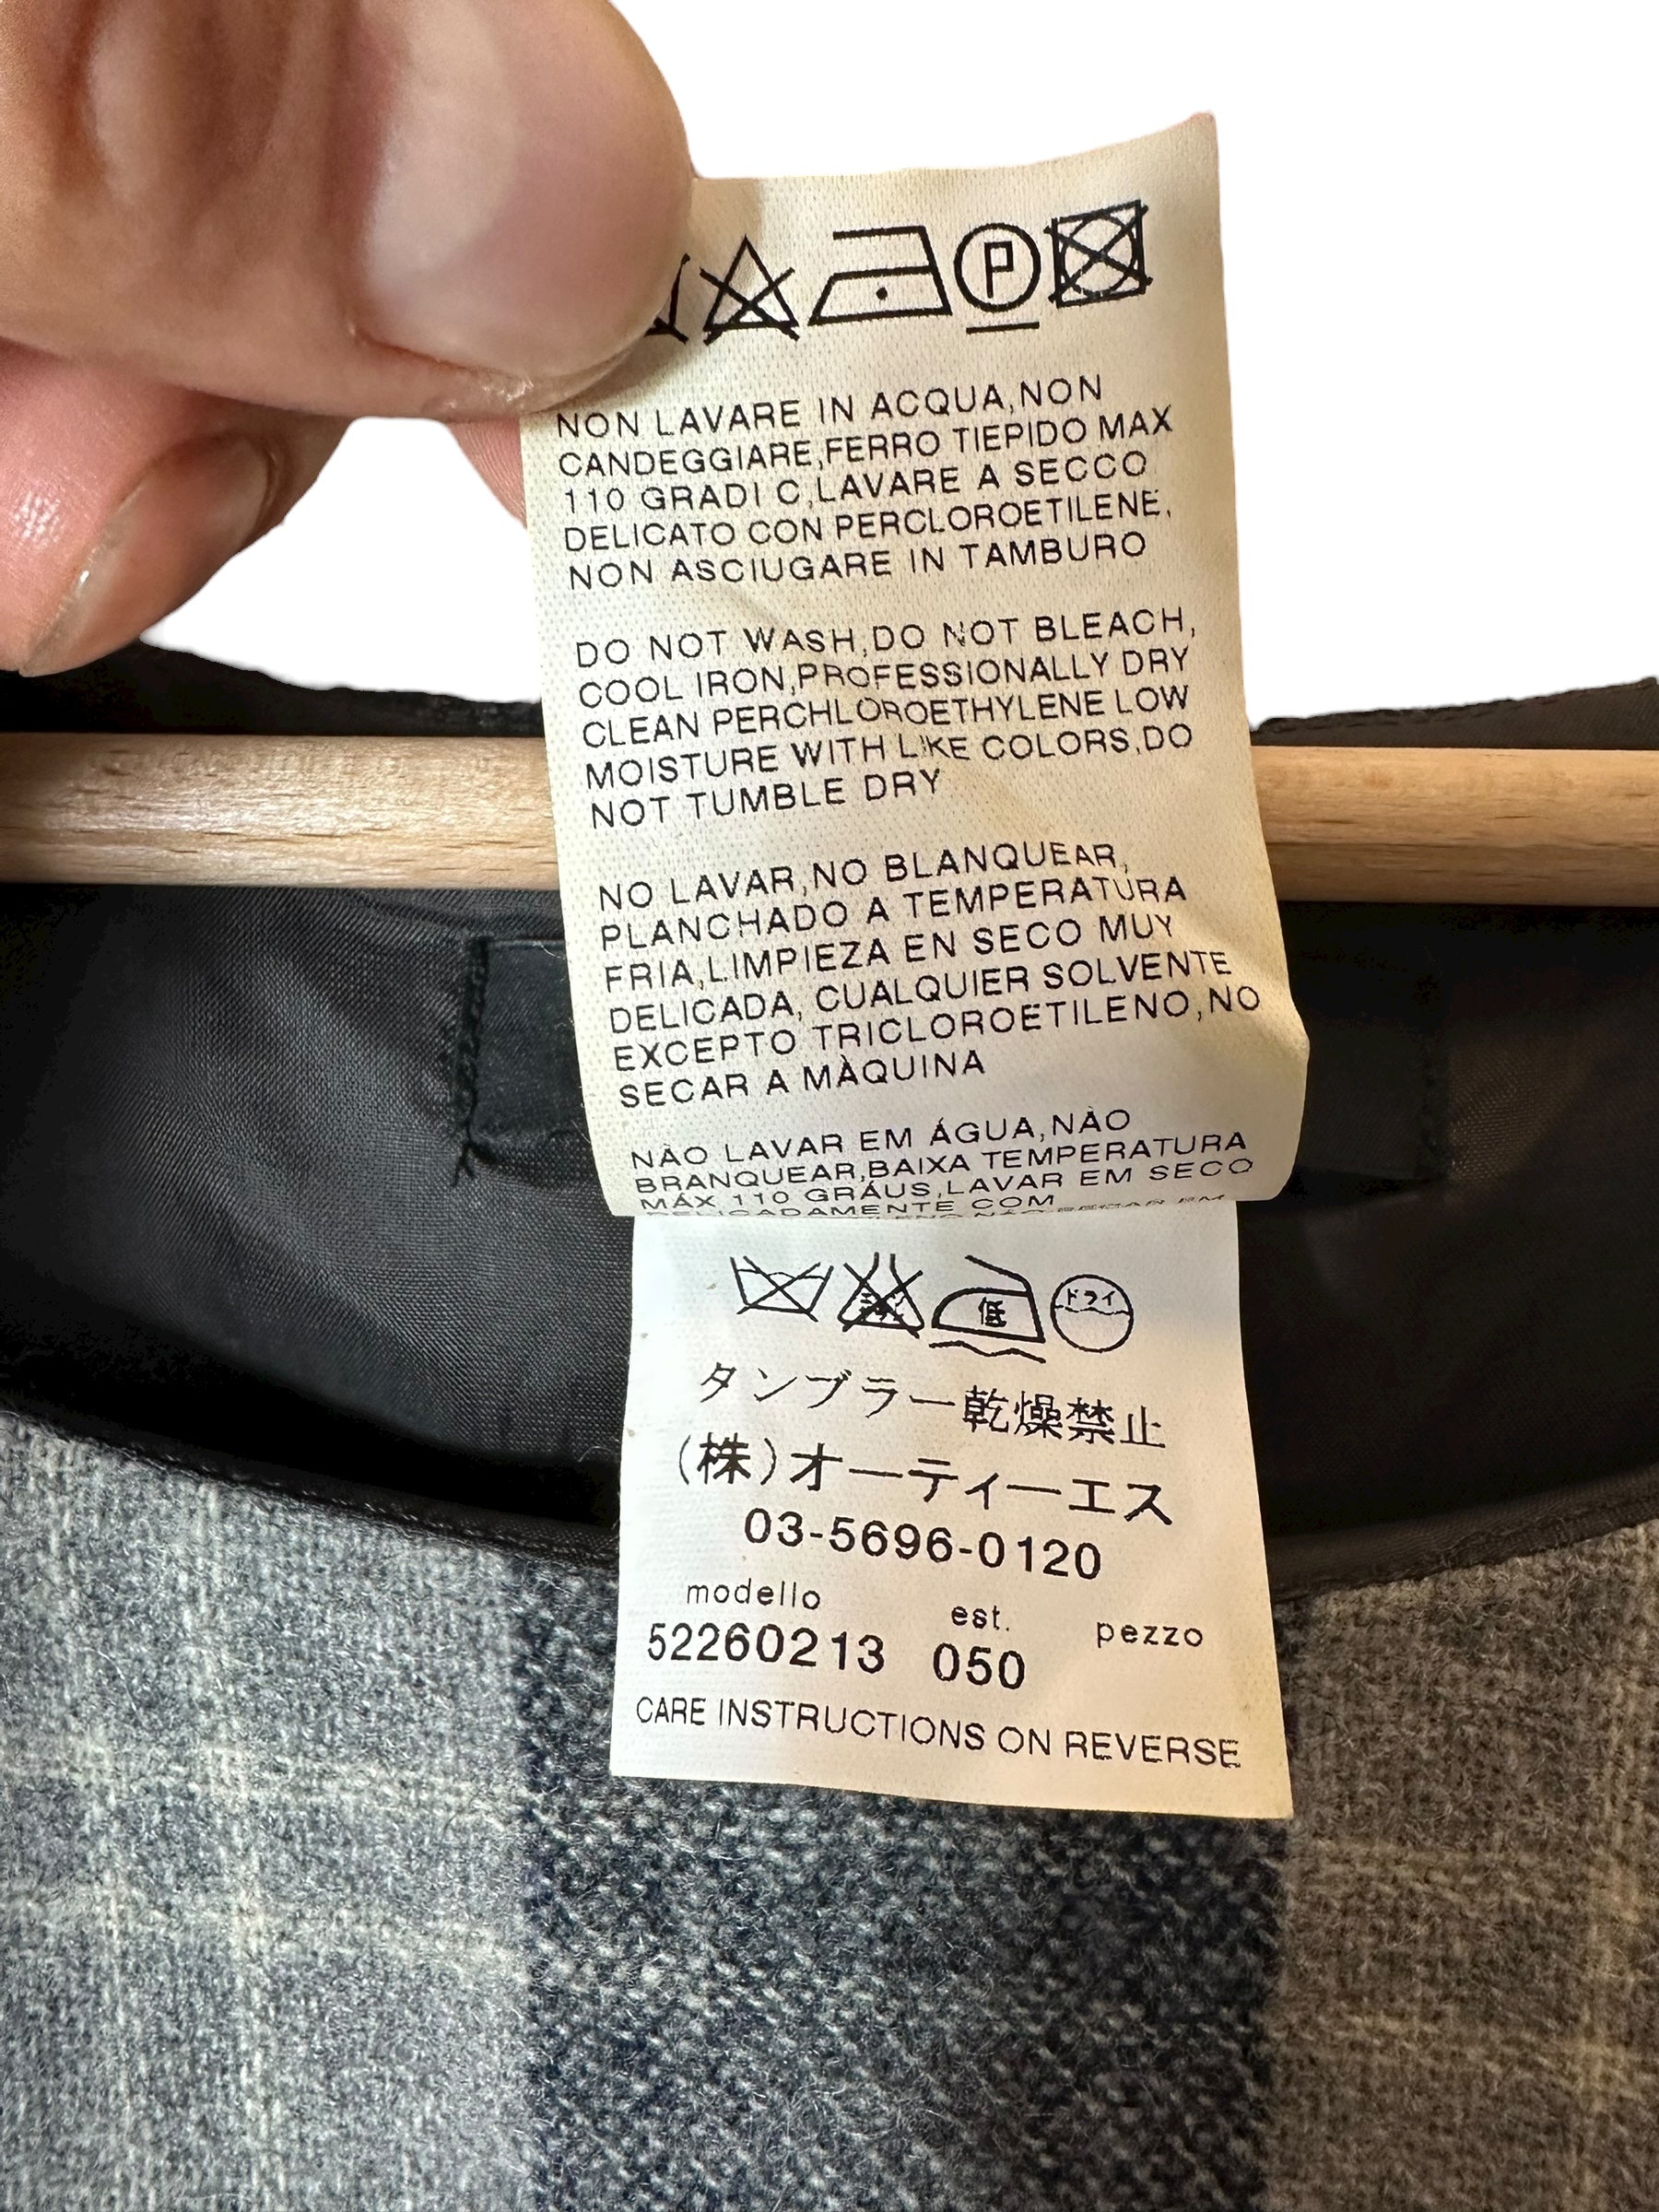 P
NON LAVARE IN ACQUA,NON
CANDEGGIARE,FERRO TIEPIDO MAX
110 GRADI C,LAVARE A SECCO
DELICATO CON PERCLOROETILENE,
NON ASCIUGARE IN TAMBURO
DO NOT WASH,DO NOT BLEACH,
COOL IRON,PROFESSIONALLY DRY
CLEAN PERCHLOROETHYLENE LOW
MOISTURE WITH LIKE COLORS,DO
NOT TUMBLE DRY
NO LAVAR,NO BLANQUEAR,
PLANCHADO A TEMPERATURA
FRIA,LIMPIEZA EN SECO MUY
DELICADA, CUALQUIER SOLVENTE
EXCEPTO TRICLOROETILENO,NO
SECAR A MÀQUINA
NÀO LAVAR EM ÁGUA,NÀO
BRANQUEAR,BAIXA TEMPERATURA
MÁX 110 GRÁUS,LAVAR EM SECO
DELICADAMENTE COM
低 ドライ
タンブラー乾燥禁止
(株)オーティーエス
03-5696-0120
modello est. pezzo
52260213 050
CARE INSTRUCTIONS ON REVERSE